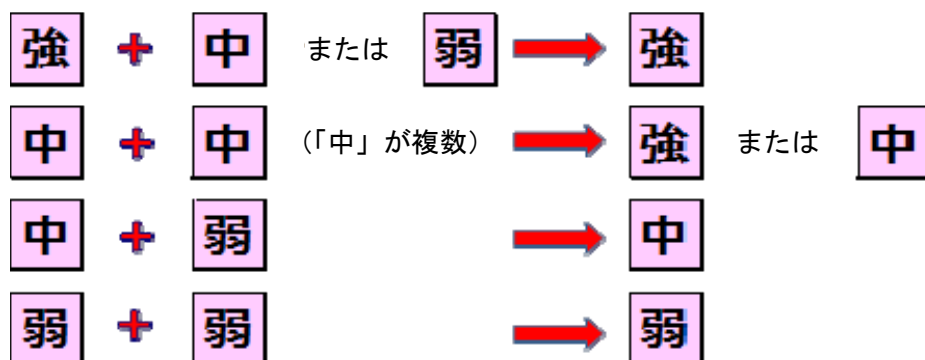 強 + 中 または 弱 → 強
中 + 中 （「中」が複数） → 強 または 中
中 + 弱 → 中
弱 + 弱 → 弱